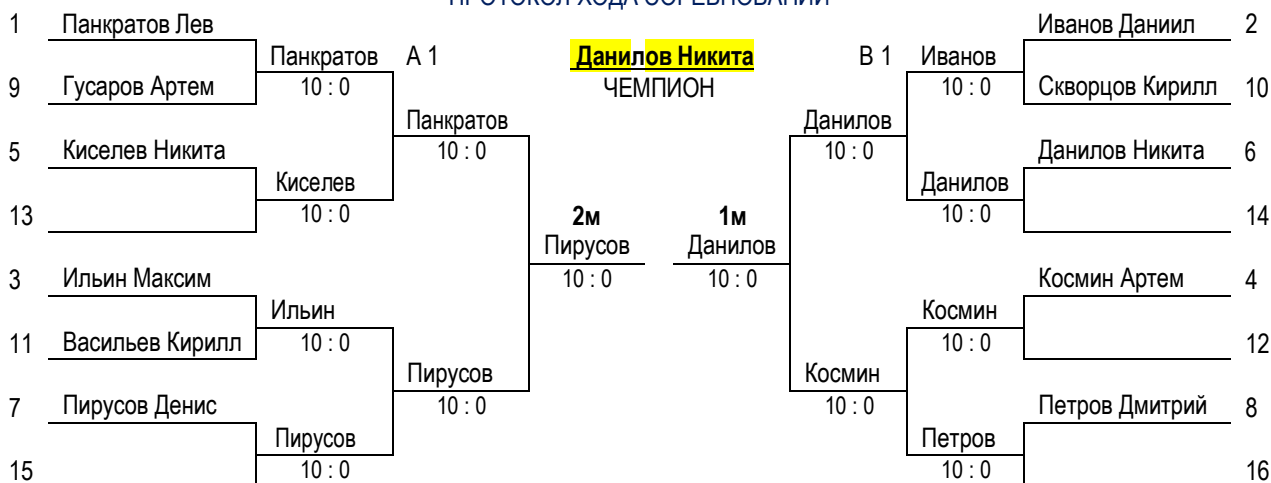 ПРОТОКОЛ ХОДА СОРЕВНОВАНИЙ
1 Панкратов Лев
Иванов Даниил 2
Панкратов А 1
Данилов Никита
В 1 Иванов
9 Гусаров Артем
10 : 0
ЧЕМПИОН
10 : 0
Скворцов Кирилл 10
Панкратов
Данилов
5 Киселев Никита
10 : 0
10 : 0
Данилов Никита 6
Киселев
Данилов
13
10 : 0
2м
1м
10 : 0
14
Пирусов
Данилов
3 Ильин Максим
10 : 0
10 : 0
Космин Артем 4
Ильин
Космин
11 Васильев Кирилл
10 : 0
10 : 0
12
Пирусов
Космин
7 Пирусов Денис
10 : 0
10 : 0
Петров Дмитрий 8
Пирусов
Петров
15
10 : 0
10 : 0
16